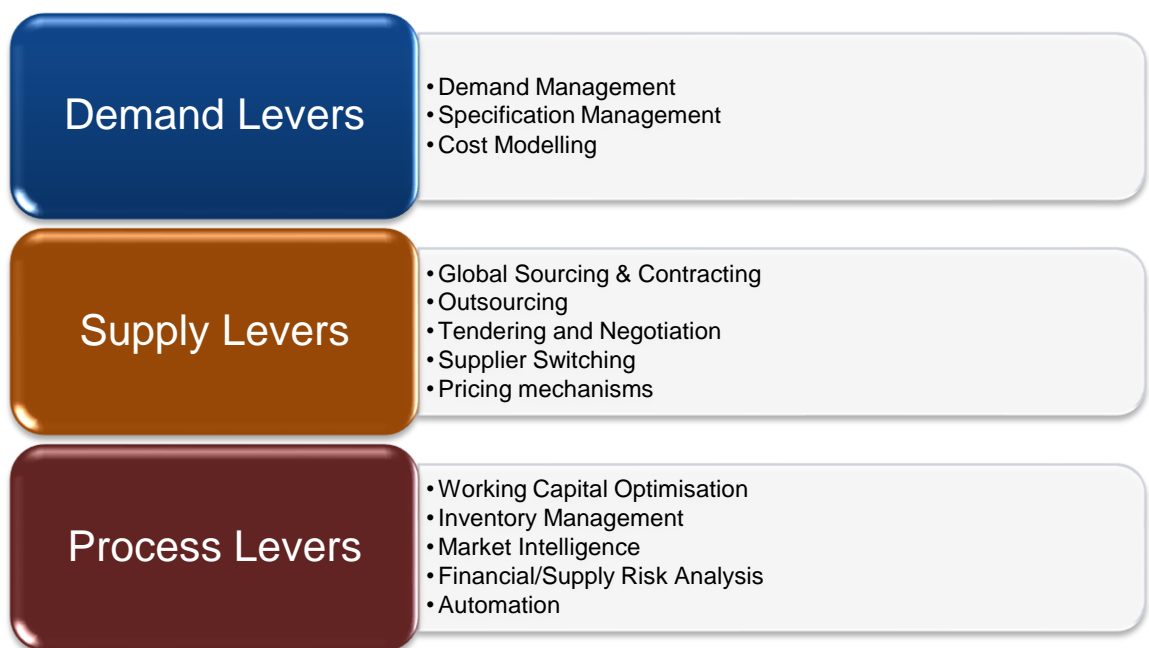 Demand Levers
•Demand Management
•Specification Management
•Cost Modelling
Supply Levers
•Global Sourcing & Contracting
•Outsourcing
•Tendering and Negotiation
•Supplier Switching
•Pricing mechanisms
Process Levers
•Working Capital Optimisation
•Inventory Management
•Market Intelligence
•Financial/Supply Risk Analysis
•Automation